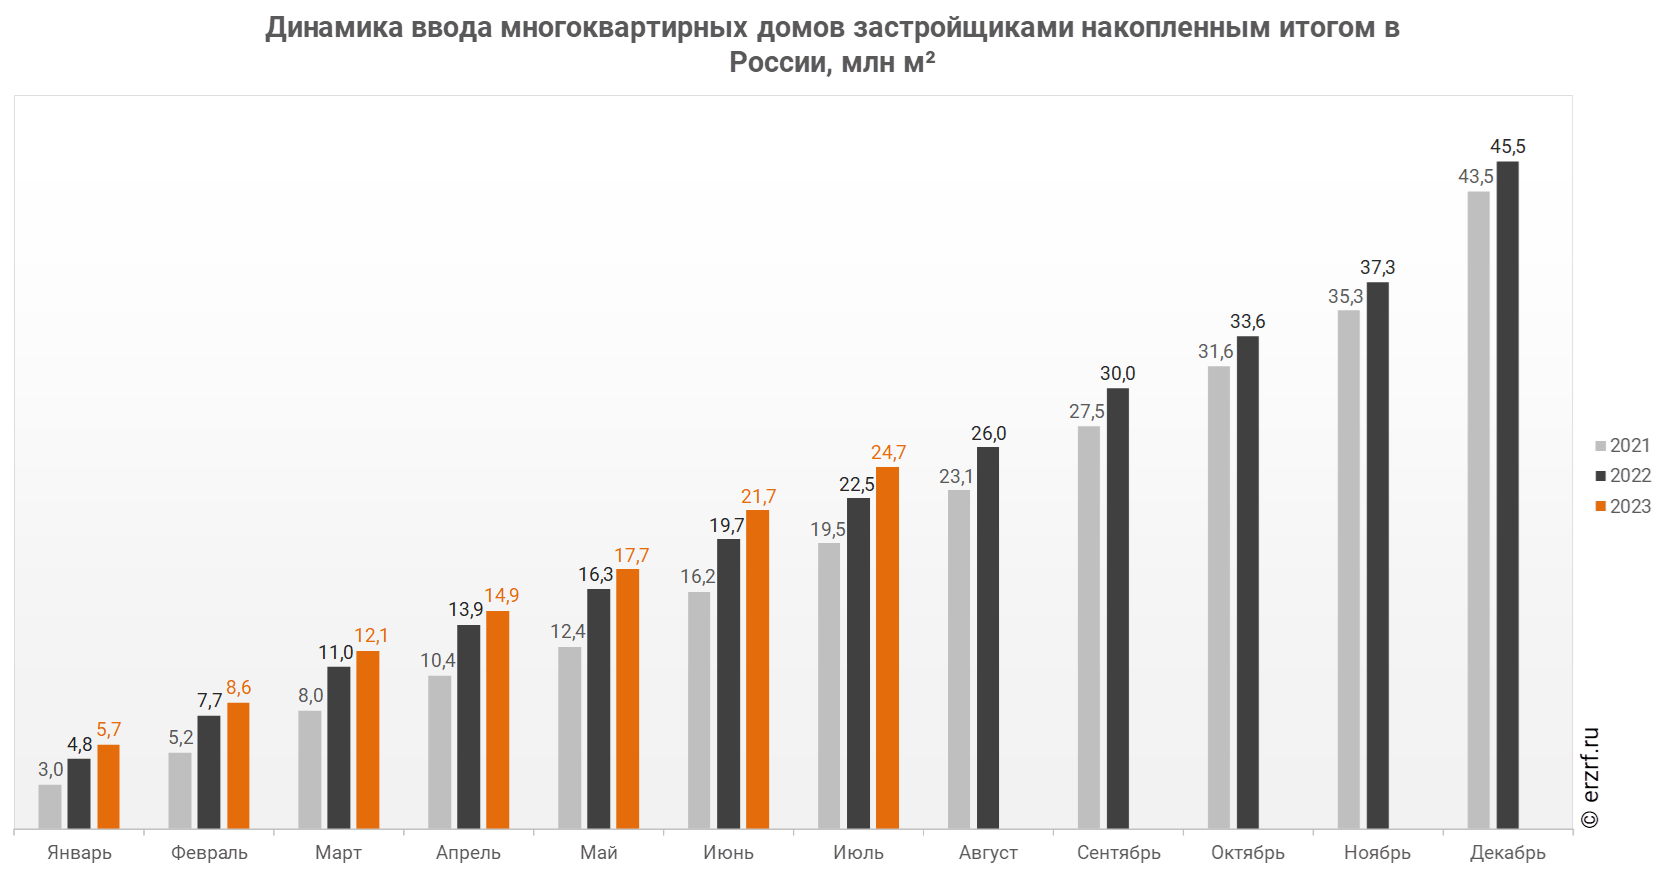 Динамика ввода многоквартирных домов застройщиками накопленным итогом в
России, млн м²
3,0
4,8
5,7
5,2
7,7
8,6
8,0
11,0
12,1
10,4
13,9
14,9
12,4
16,3
17,7
16,2
19,7
21,7
19,5
22,5
24,7
23,1
26,0
27,5
30,0
31,6
33,6
35,3
37,3
43,5
45,5
Январь
Февраль
Март
Апрель
Май
Июнь
Июль
Август
Сентябрь
Октябрь
Ноябрь
Декабрь
2021
2022
2023
© erzrf.ru